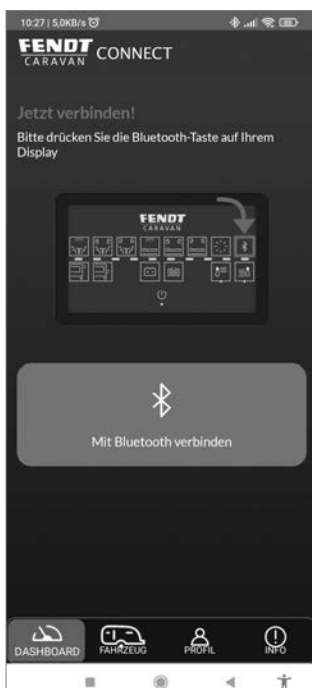 10:27 | 5,0KB/s
FENDT CONNECT
CARAVAN
Jetzt verbinden!
Bitte drücken Sie die Bluetooth-Taste auf Ihrem
Display
FENDT
CARAVAN
Mit Bluetooth verbinden
DASHBOARD FAHRZEUG PROFIL INFO